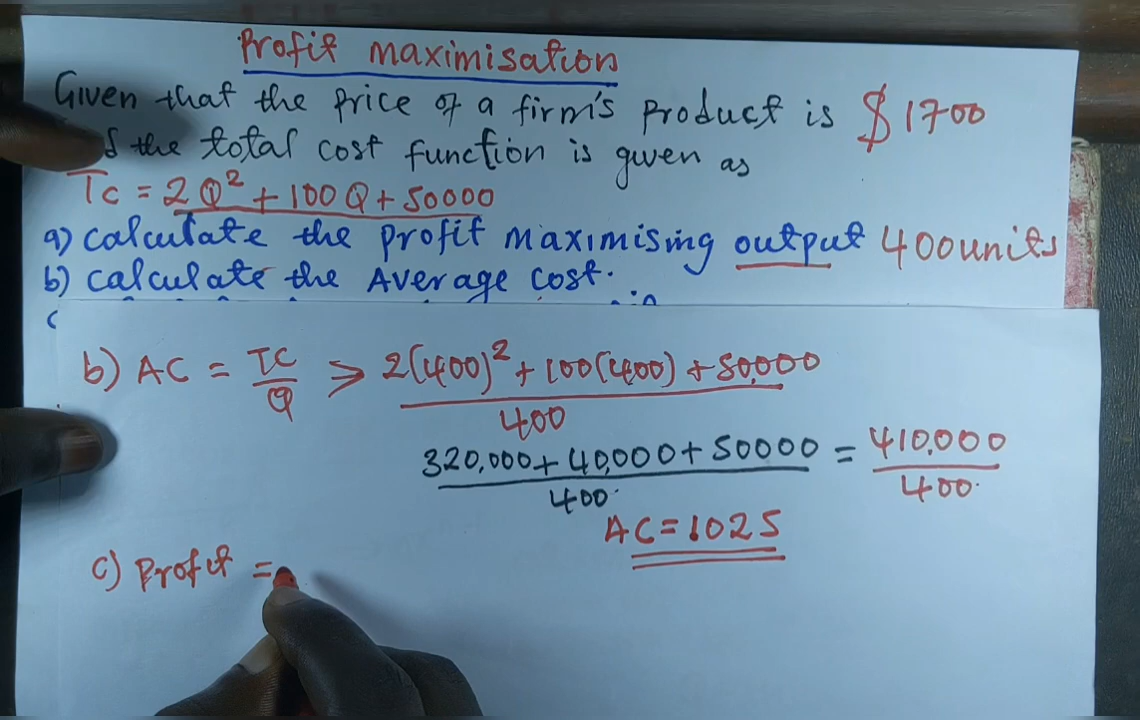 Profit maximisation
Given that the price of a firm's product is $1700
the total cost function is given as
TC = 2Q² + 100Q + 50000
a) calculate the profit maximising output 400units
b) calculate the Average cost.
(
b) AC = TC/Q => 2(400)² + 100(400) + 50,000 / 400
320,000 + 40,000 + 50000 / 400 = 410,000 / 400
AC = 1025
c) Profit =